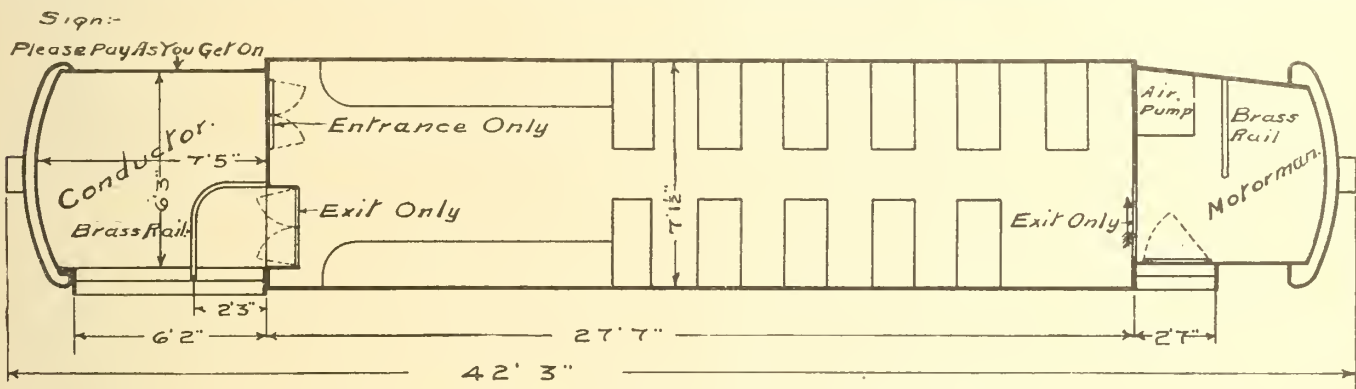 Sign:-
Please Pay As You Get On
Entrance Only
Air.
Pump
Brass
Rail
Conductor.
7'5"
6'3"
Motorman.
Exit Only
Brass Rail.
7'1½"
Exit Only
2'3"
6'2"
27'7"
2'7"
42'3"